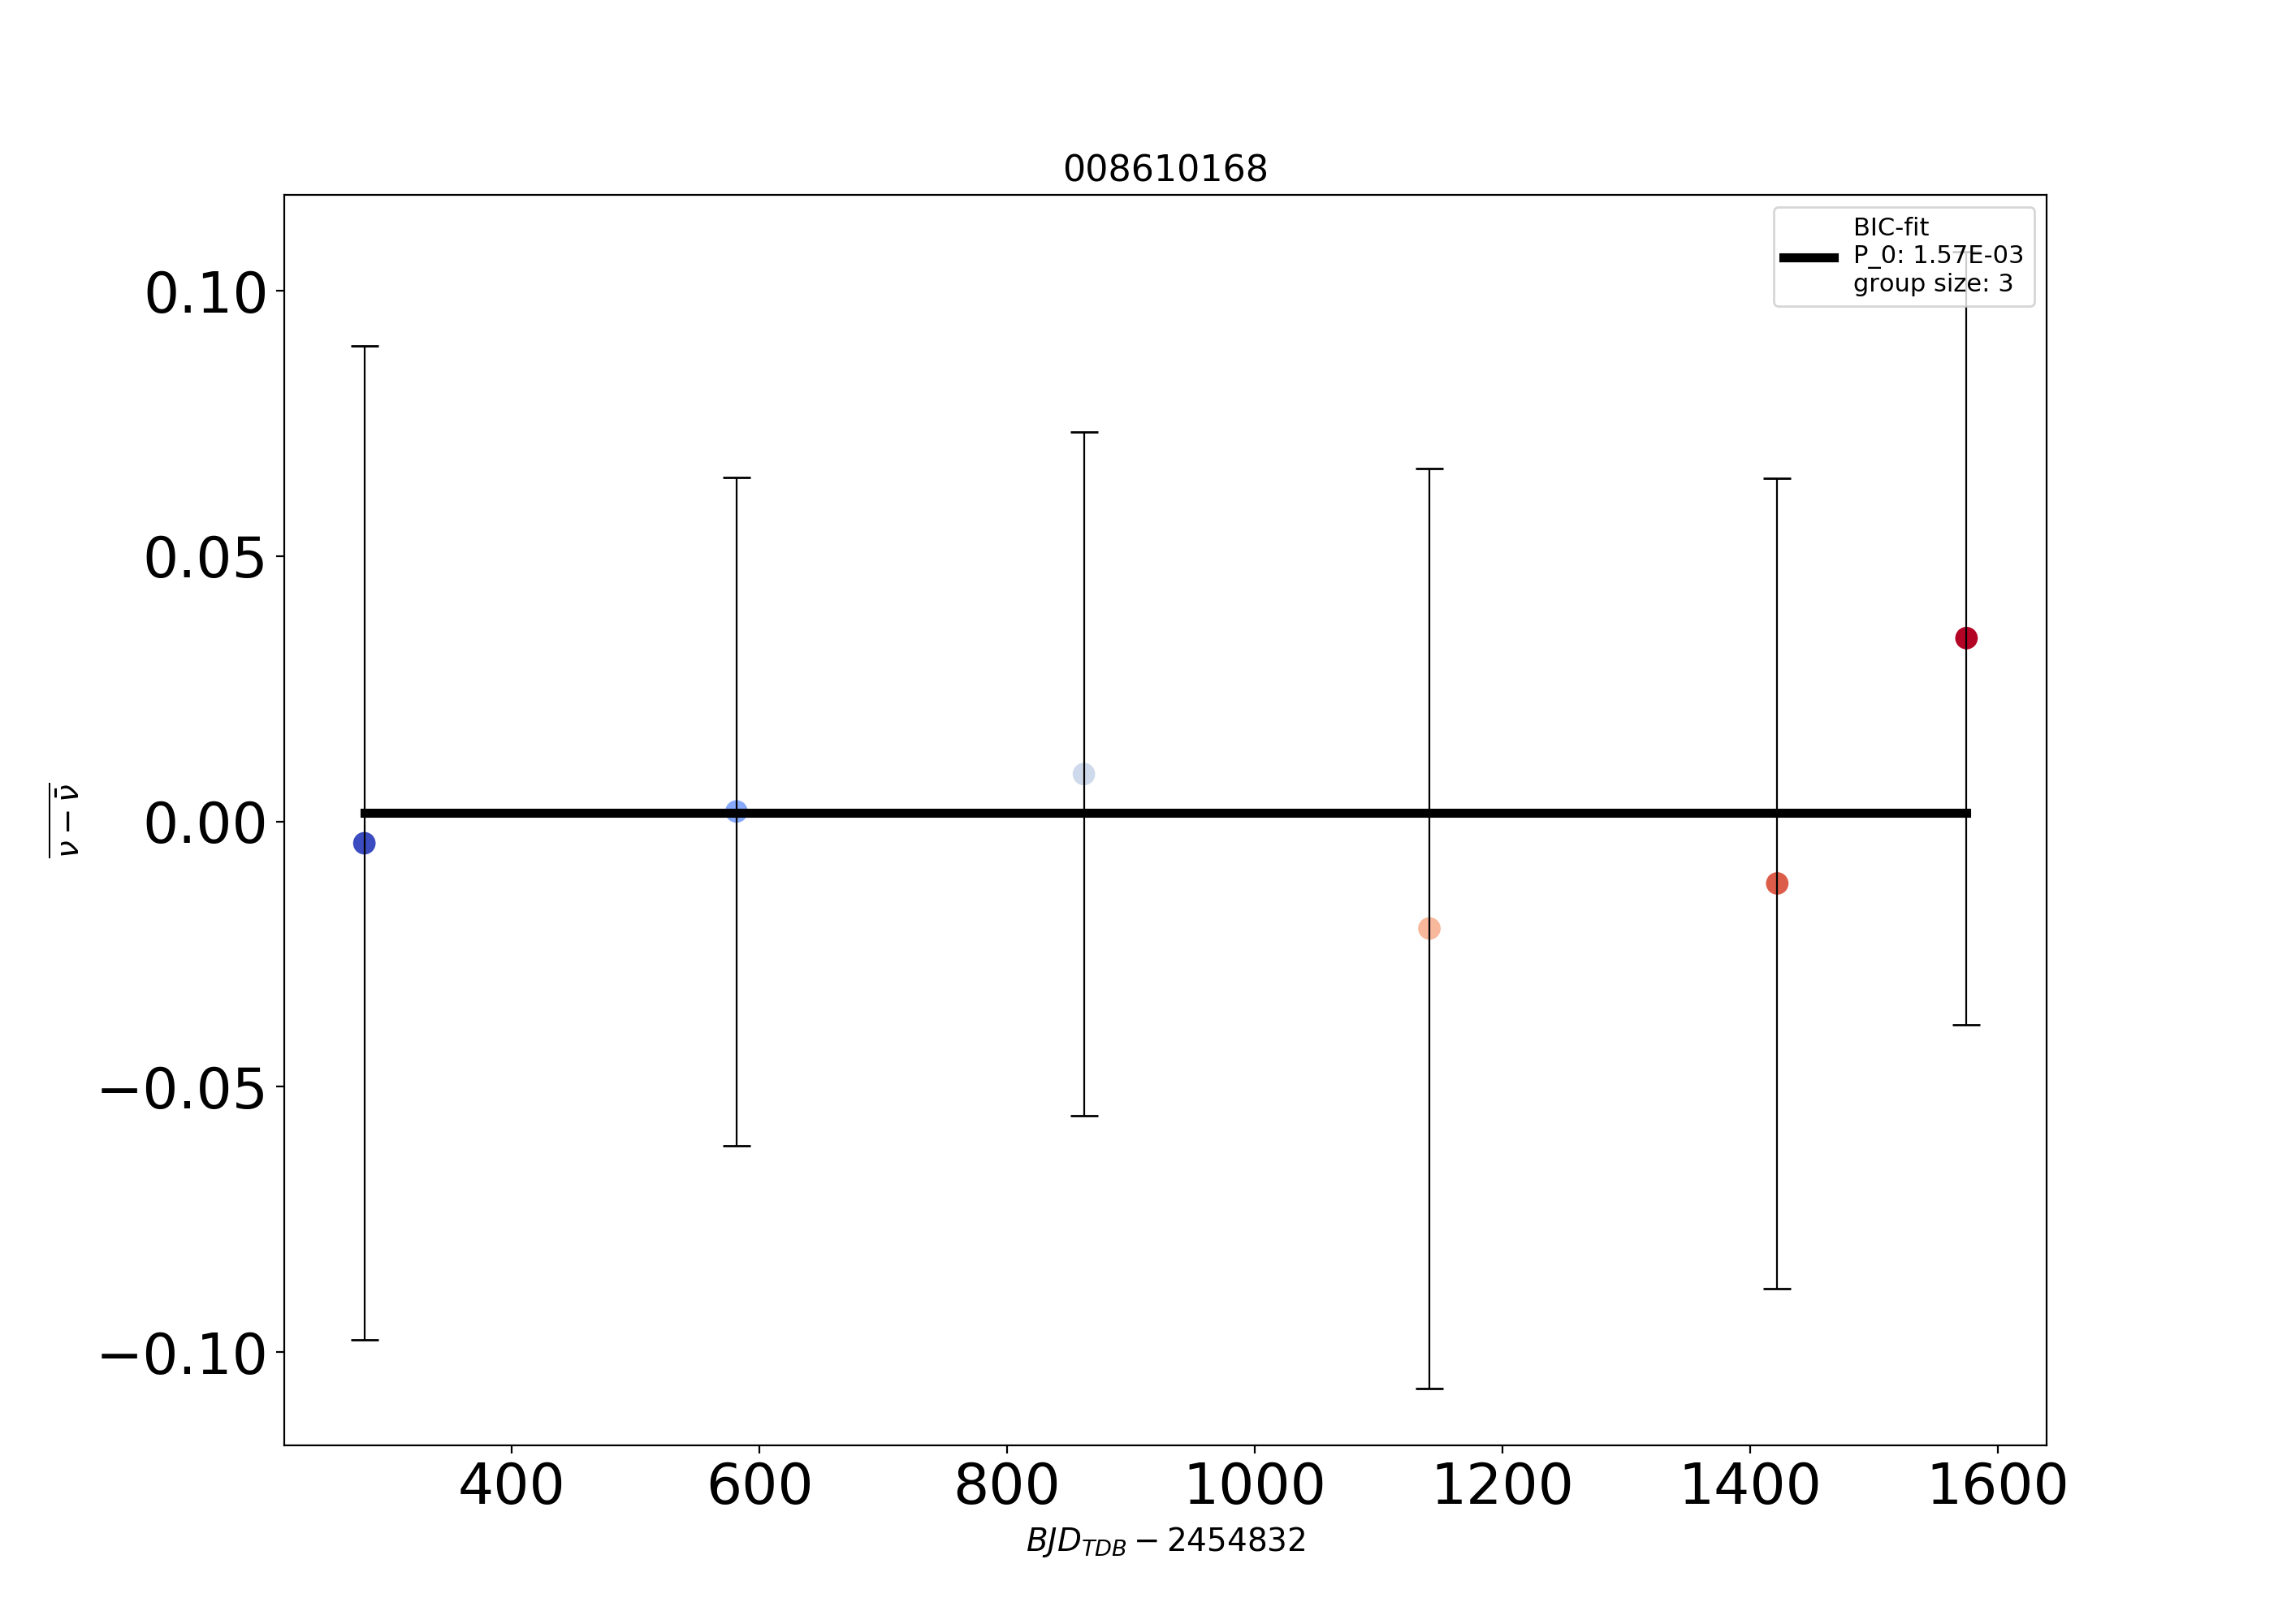 008610168
BIC-fit
P_0: 1.57E-03
group size: 3
0.10
0.05
0.00
−0.05
−0.10
ν − ν̄
400 600 800 1000 1200 1400 1600
BJD_TDB − 2454832